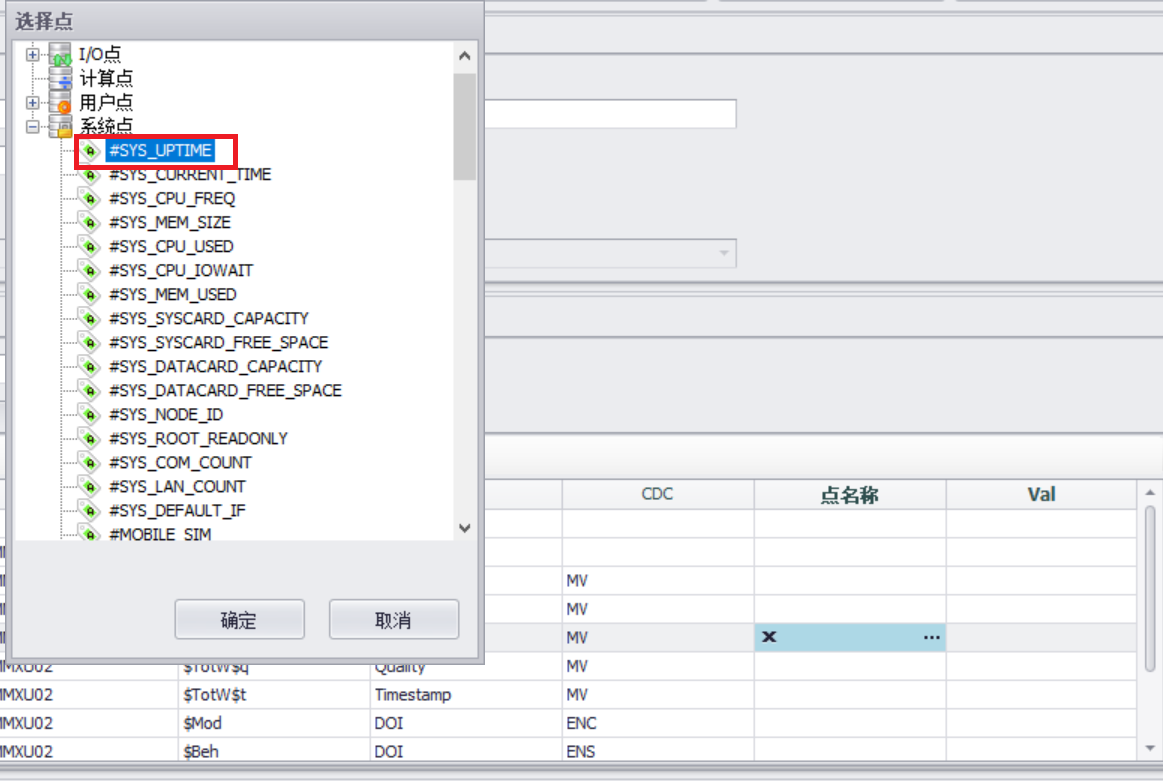 选择点
I/O点
计算点
用户点
系统点
#SYS_UPTIME
#SYS_CURRENT_TIME
#SYS_CPU_FREQ
#SYS_MEM_SIZE
#SYS_CPU_USED
#SYS_CPU_IOWAIT
#SYS_MEM_USED
#SYS_SYSCARD_CAPACITY
#SYS_SYSCARD_FREE_SPACE
#SYS_DATACARD_CAPACITY
#SYS_DATACARD_FREE_SPACE
#SYS_NODE_ID
#SYS_ROOT_READONLY
#SYS_COM_COUNT
#SYS_LAN_COUNT
#SYS_DEFAULT_IF
#MOBILE_SIM
确定 取消
CDC 点名称 Val
MV
MV
MV x ...
MMXU02 $TotW$q Quality MV
MMXU02 $TotW$t Timestamp MV
MMXU02 $Mod DOI ENC
MMXU02 $Beh DOI ENS